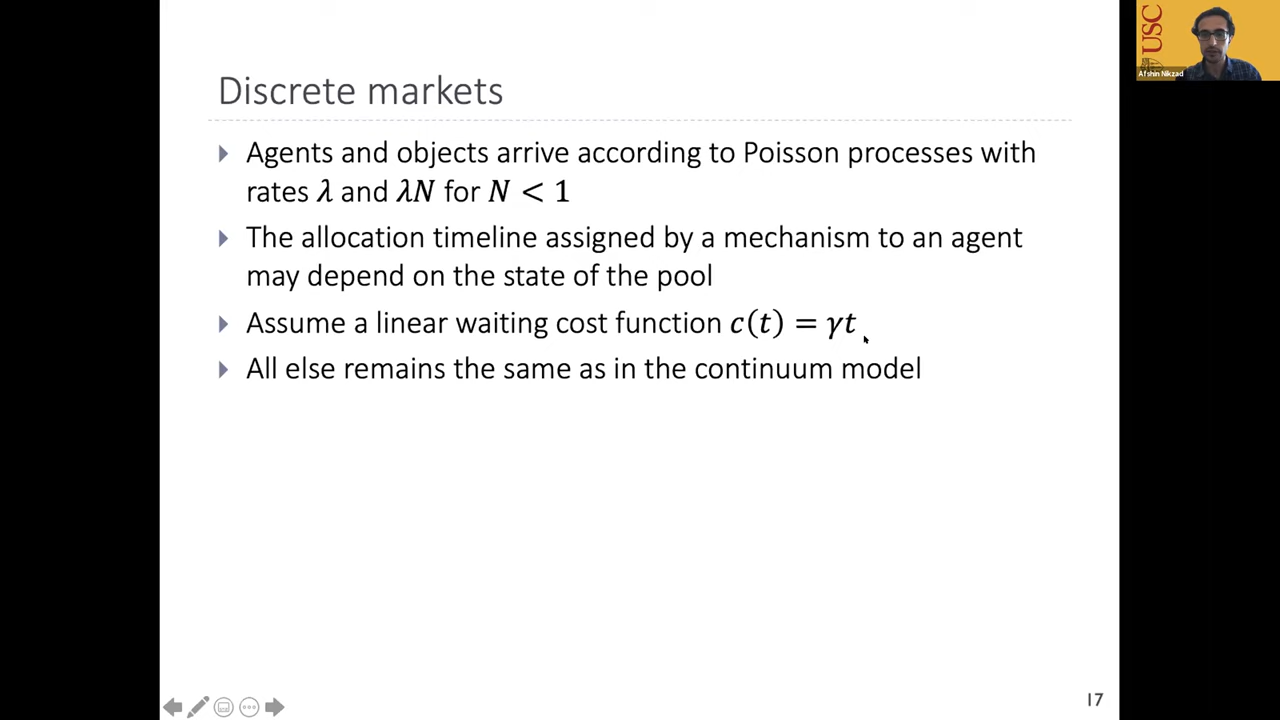 USC
Afshin Nikzad
Discrete markets
Agents and objects arrive according to Poisson processes with
rates λ and λN for N < 1
The allocation timeline assigned by a mechanism to an agent
may depend on the state of the pool
Assume a linear waiting cost function c(t) = γt
All else remains the same as in the continuum model
17